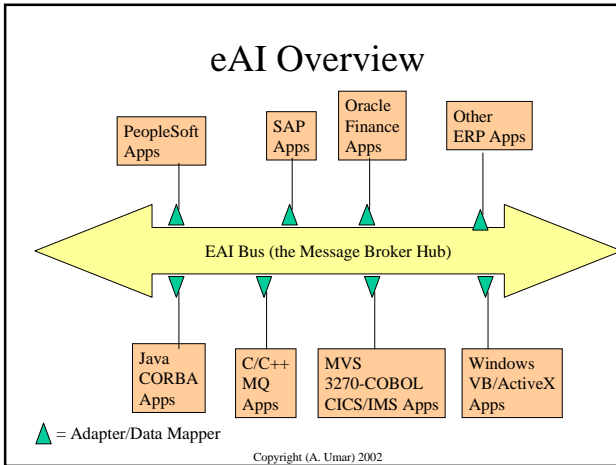 eAI Overview
PeopleSoft
Apps
SAP
Apps
Oracle
Finance
Apps
Other
ERP Apps
EAI Bus (the Message Broker Hub)
Java
CORBA
Apps
C/C++
MQ
Apps
MVS
3270-COBOL
CICS/IMS Apps
Windows
VB/ActiveX
Apps
= Adapter/Data Mapper
Copyright (A. Umar) 2002